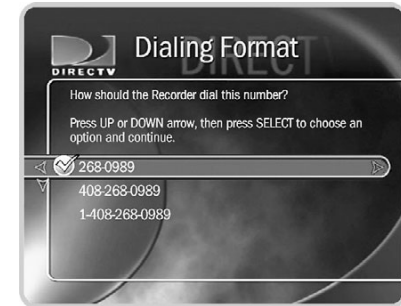 DIRECT
DIRECTV
Dialing Format
How should the Recorder dial this number?
Press UP or DOWN arrow, then press SELECT to choose an
option and continue.
268-0989
408-268-0989
1-408-268-0989